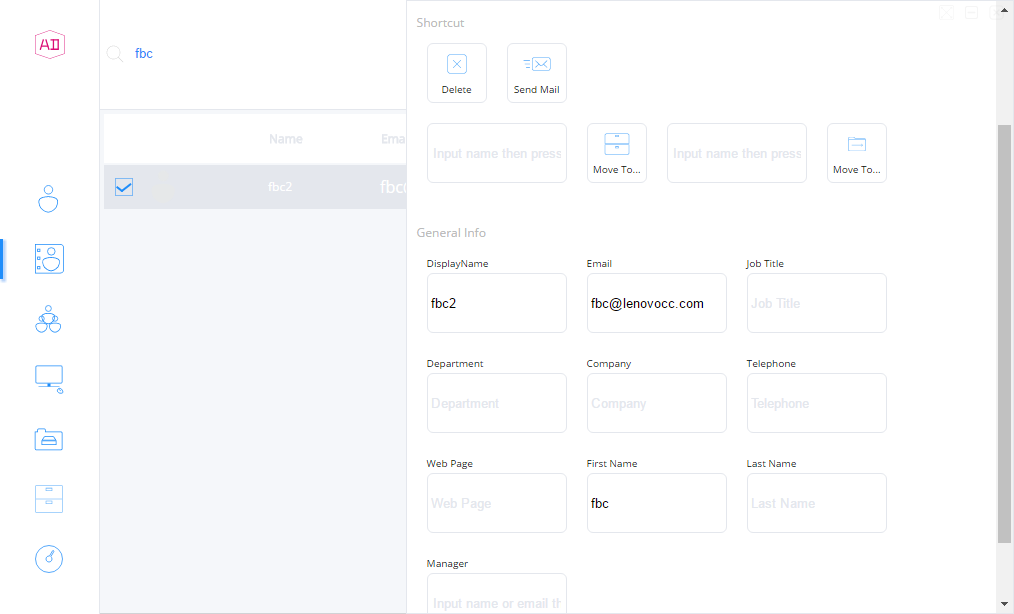 AD
fbc
Name
Ema
fbc2
fbc
Shortcut
Delete
Send Mail
Input name then press
Move To...
Input name then press
Move To...
General Info
DisplayName
Email
Job Title
fbc2
fbc@lenovocc.com
Job Title
Department
Company
Telephone
Department
Company
Telephone
Web Page
First Name
Last Name
Web Page
fbc
Last Name
Manager
Input name or email th